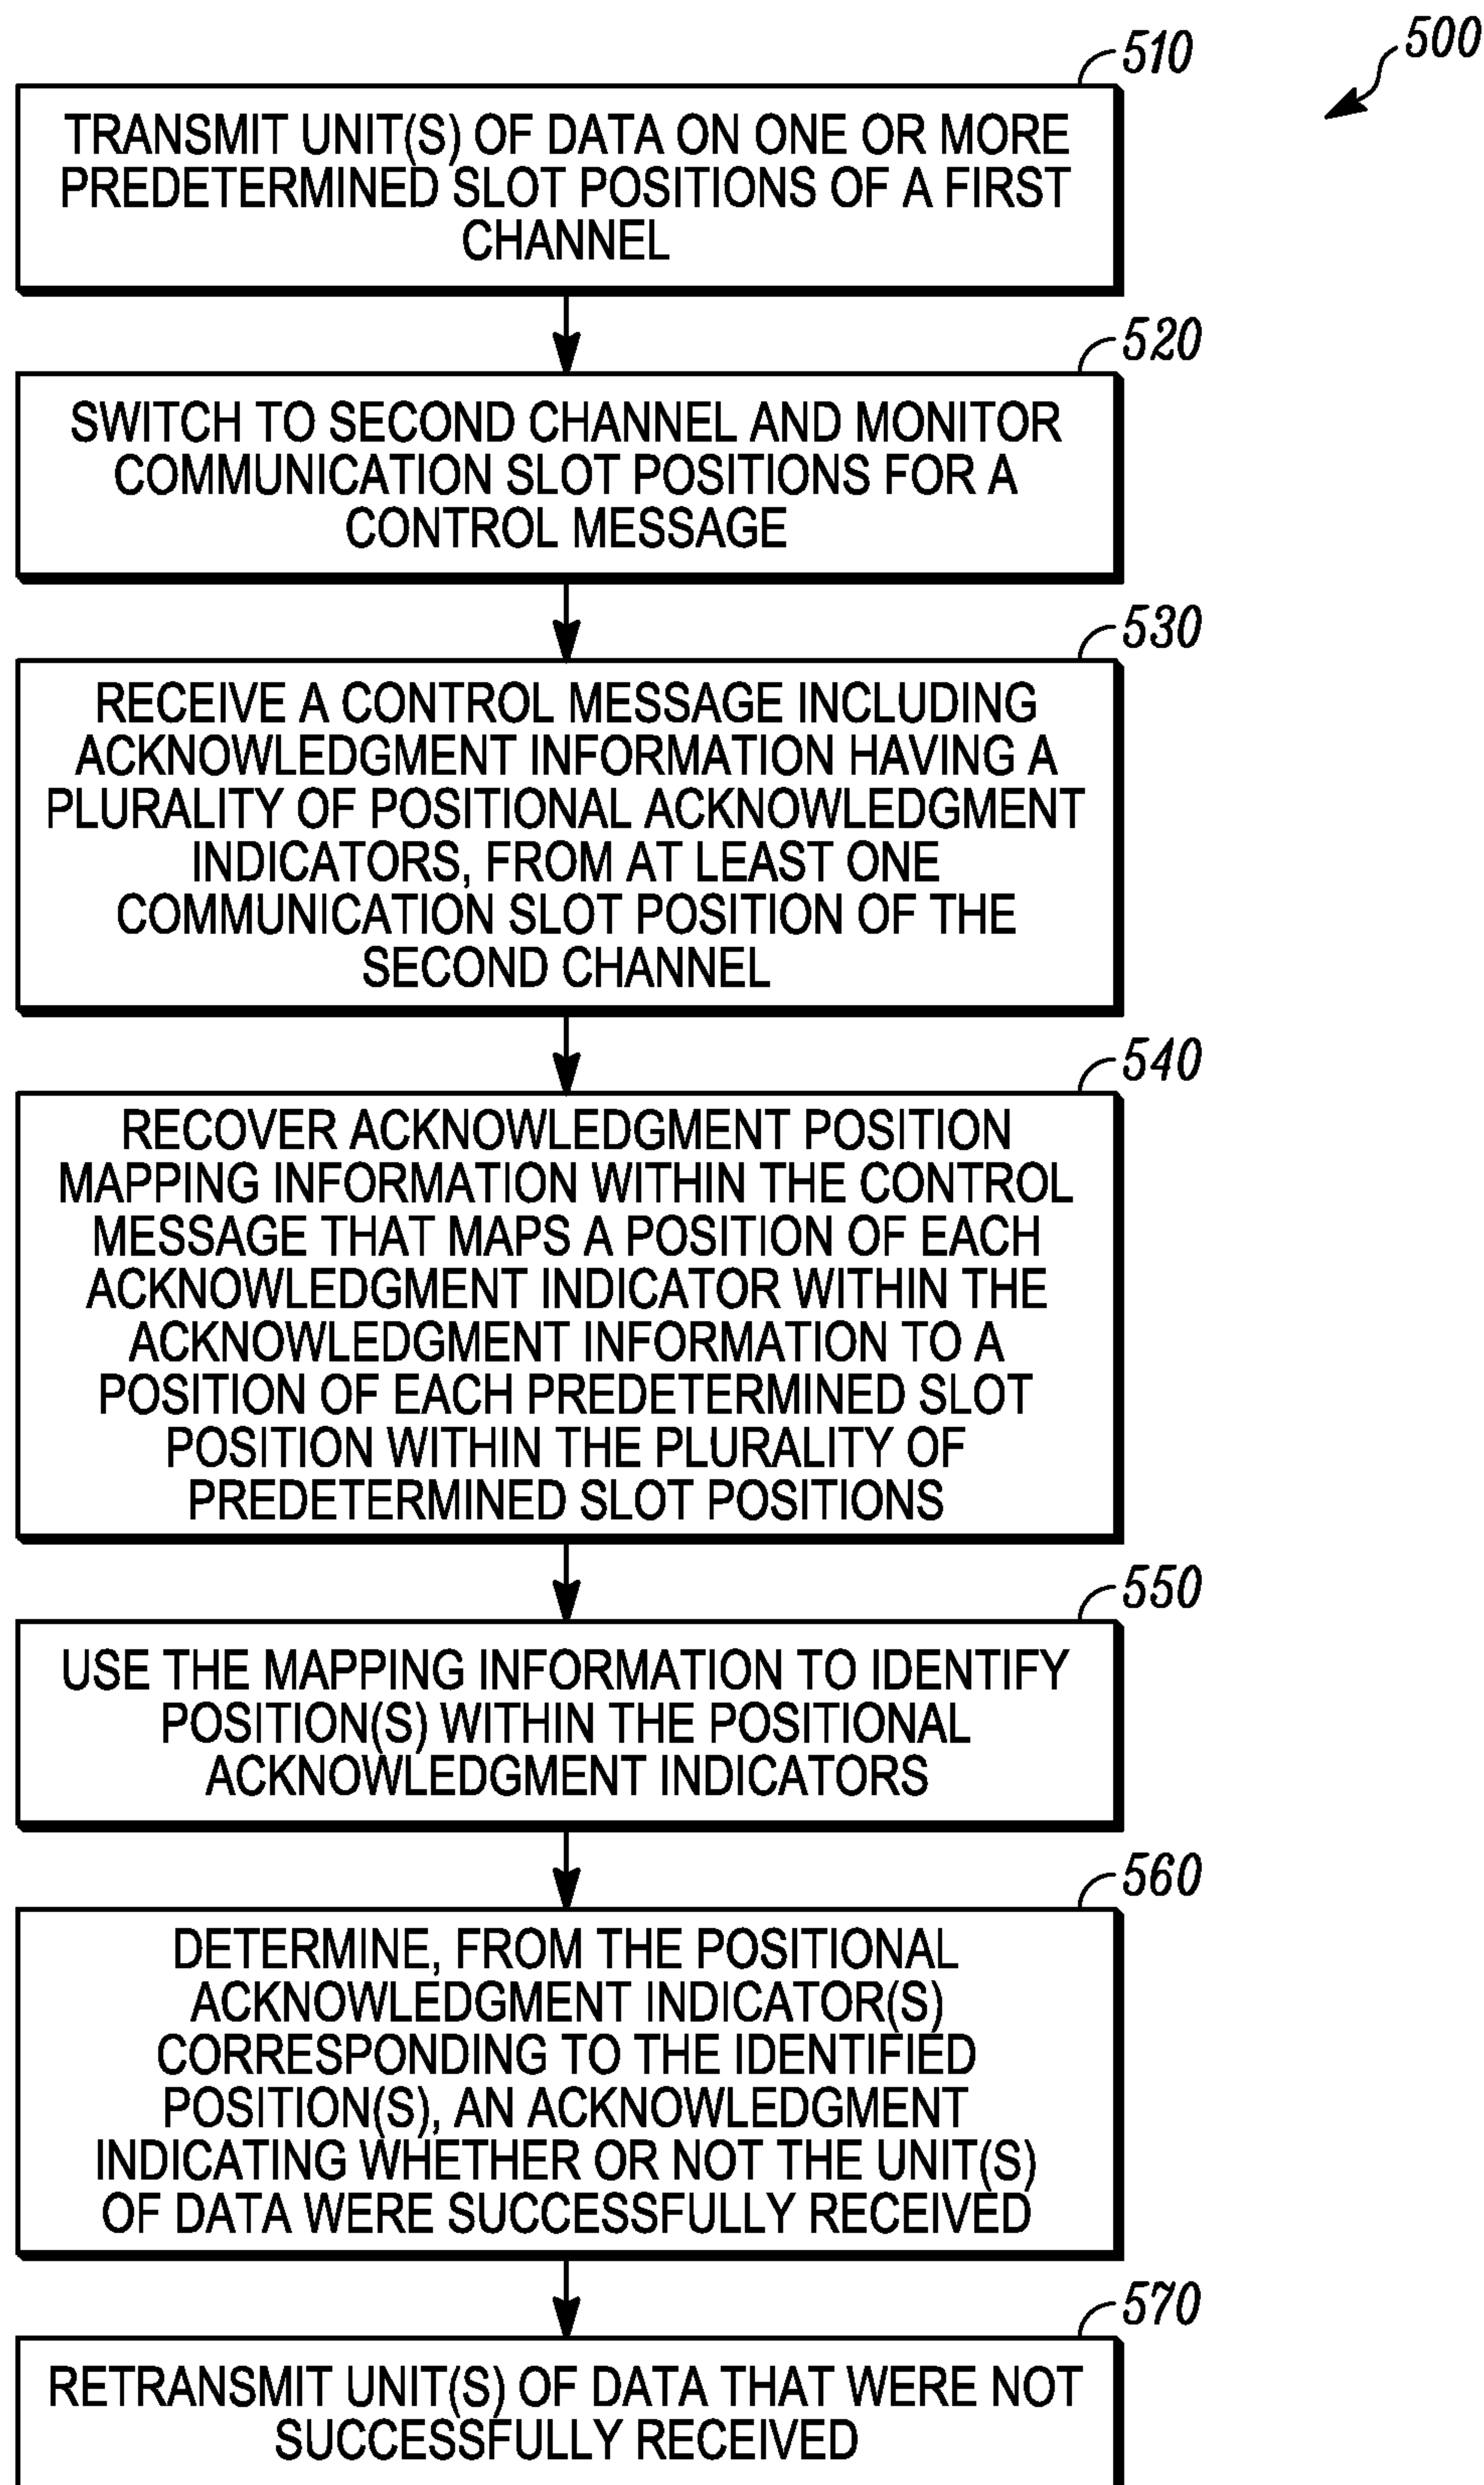 500
510
TRANSMIT UNIT(S) OF DATA ON ONE OR MORE
PREDETERMINED SLOT POSITIONS OF A FIRST
CHANNEL
520
SWITCH TO SECOND CHANNEL AND MONITOR
COMMUNICATION SLOT POSITIONS FOR A
CONTROL MESSAGE
530
RECEIVE A CONTROL MESSAGE INCLUDING
ACKNOWLEDGMENT INFORMATION HAVING A
PLURALITY OF POSITIONAL ACKNOWLEDGMENT
INDICATORS, FROM AT LEAST ONE
COMMUNICATION SLOT POSITION OF THE
SECOND CHANNEL
540
RECOVER ACKNOWLEDGMENT POSITION
MAPPING INFORMATION WITHIN THE CONTROL
MESSAGE THAT MAPS A POSITION OF EACH
ACKNOWLEDGMENT INDICATOR WITHIN THE
ACKNOWLEDGMENT INFORMATION TO A
POSITION OF EACH PREDETERMINED SLOT
POSITION WITHIN THE PLURALITY OF
PREDETERMINED SLOT POSITIONS
550
USE THE MAPPING INFORMATION TO IDENTIFY
POSITION(S) WITHIN THE POSITIONAL
ACKNOWLEDGMENT INDICATORS
560
DETERMINE, FROM THE POSITIONAL
ACKNOWLEDGMENT INDICATOR(S)
CORRESPONDING TO THE IDENTIFIED
POSITION(S), AN ACKNOWLEDGMENT
INDICATING WHETHER OR NOT THE UNIT(S)
OF DATA WERE SUCCESSFULLY RECEIVED
570
RETRANSMIT UNIT(S) OF DATA THAT WERE NOT
SUCCESSFULLY RECEIVED